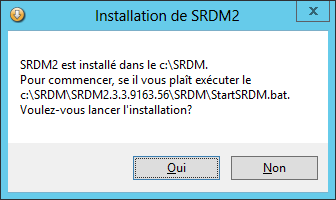 Installation de SRDM2
SRDM2 est installé dans le c:\SRDM.
Pour commencer, se il vous plaît exécuter le
c:\SRDM\SRDM2.3.3.9163.56\SRDM\StartSRDM.bat.
Voulez-vous lancer l'installation?
Oui
Non